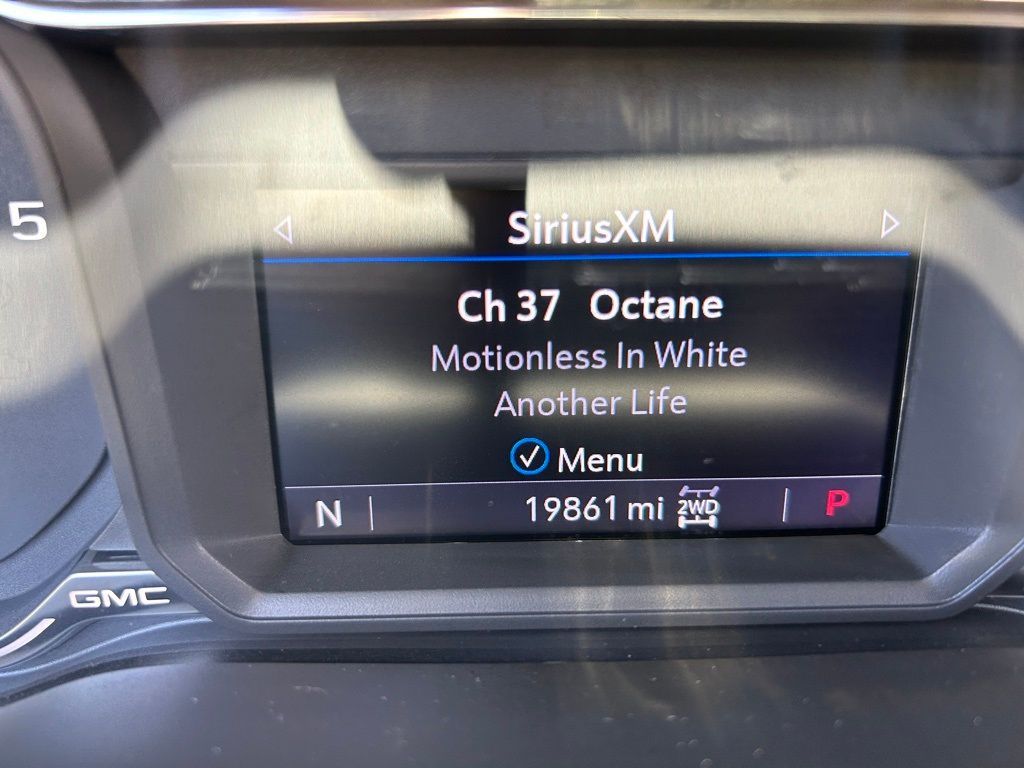 5
SiriusXM
Ch 37 Octane
Motionless In White
Another Life
Menu
N 19861 mi 2WD P
GMC